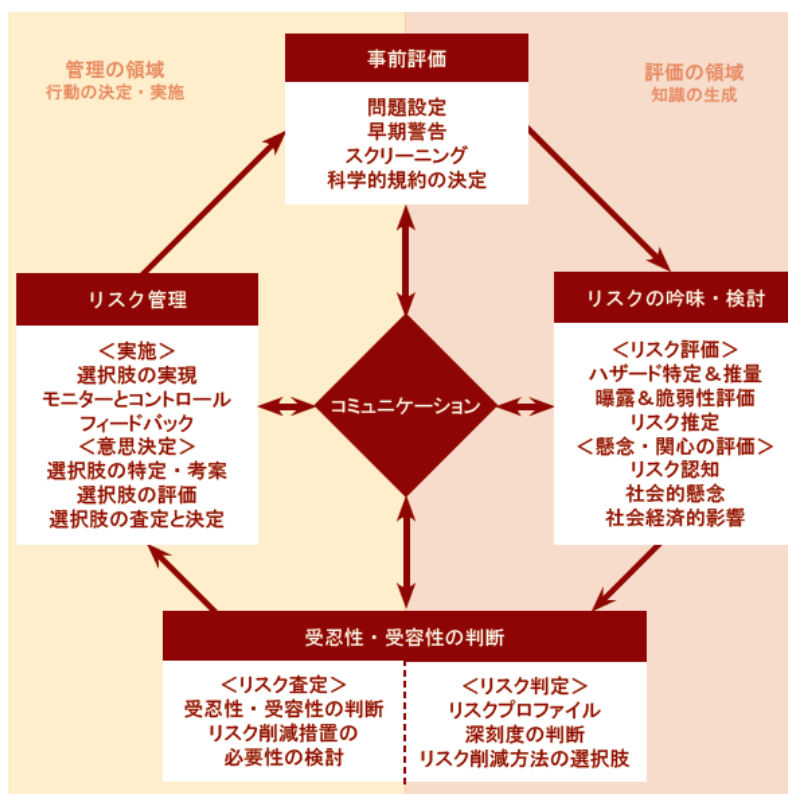 管理の領域
行動の決定・実施
評価の領域
知識の生成
事前評価
問題設定
早期警告
スクリーニング
科学的規約の決定
リスク管理
＜実施＞
選択肢の実現
モニターとコントロール
フィードバック
＜意思決定＞
選択肢の特定・考案
選択肢の評価
選択肢の査定と決定
コミュニケーション
リスクの吟味・検討
＜リスク評価＞
ハザード特定＆推量
曝露＆脆弱性評価
リスク推定
＜懸念・関心の評価＞
リスク認知
社会的懸念
社会経済的影響
受忍性・受容性の判断
＜リスク査定＞
受忍性・受容性の判断
リスク削減措置の
必要性の検討
＜リスク判定＞
リスクプロファイル
深刻度の判断
リスク削減方法の選択肢